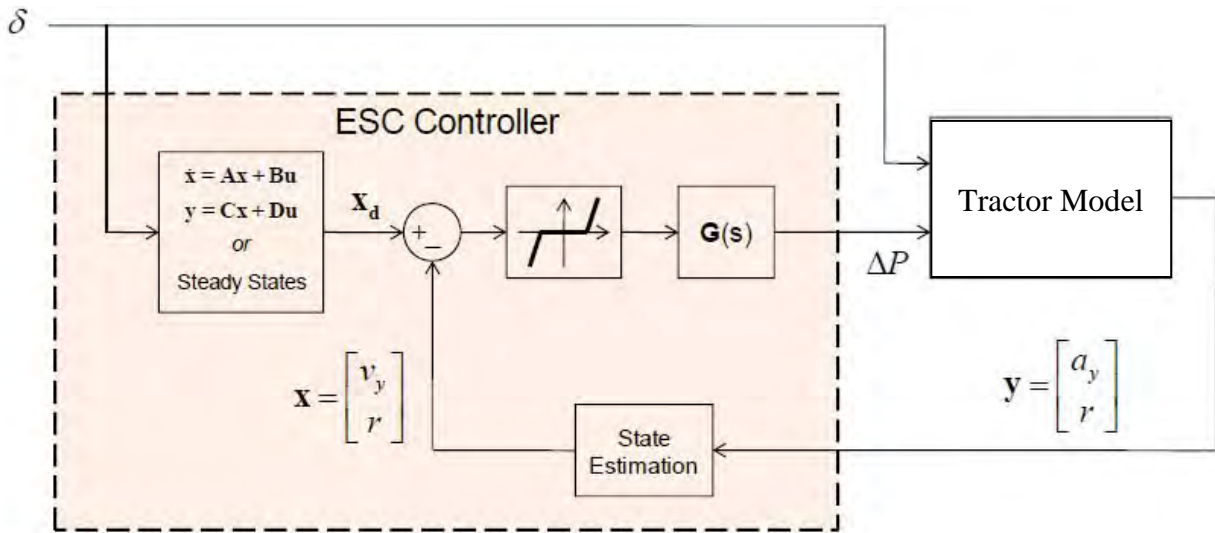 δ
ESC Controller
ẋ = Ax + Bu
y = Cx + Du
or
Steady States
x_d
+
−
G(s)
ΔP
Tractor Model
x = [v_y r]
y = [a_y r]
State
Estimation